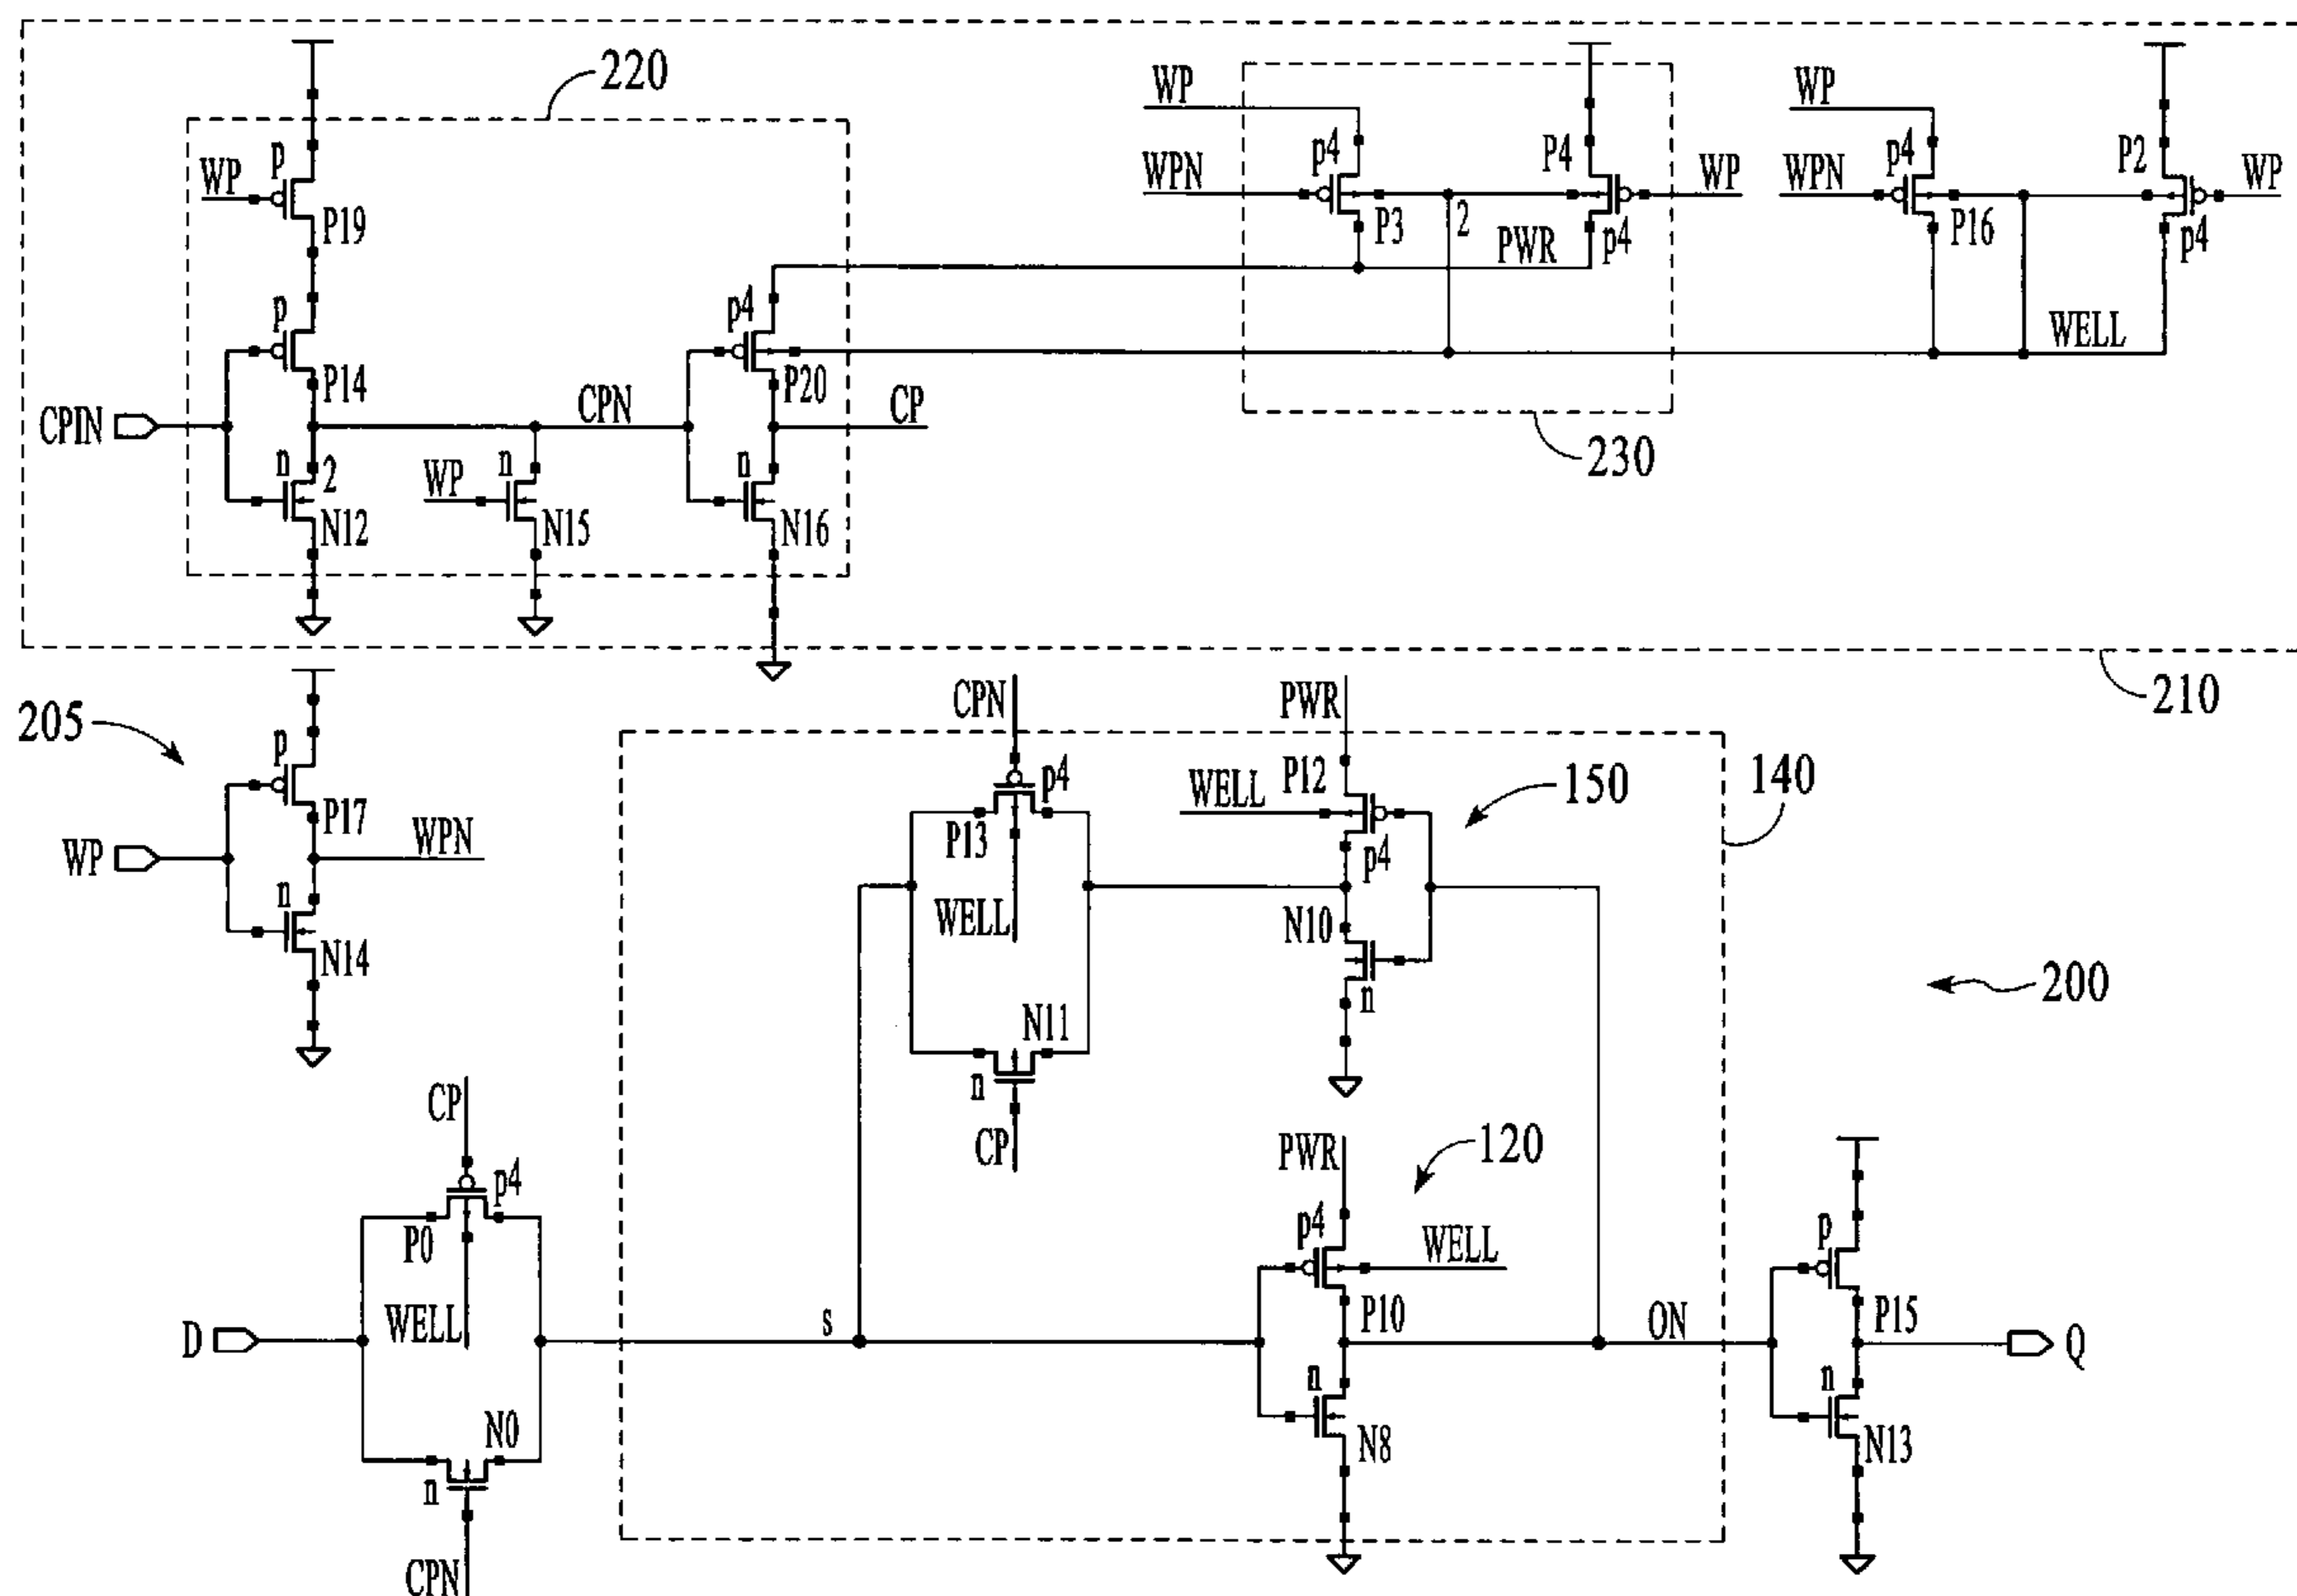 220
WP
p
P19
p
P14
CPIN
n
2
N12
WP
n
N15
CPN
p4
P20
CP
n
N16
WP
WPN
p4
P3
2
P4
WP
PWR
p4
230
WP
WPN
p4
P16
P2
WP
p4
WELL
210
205
p
P17
WP
WPN
n
N14
CPN
p4
P13
WELL
N11
n
CP
PWR
P12
WELL
p4
150
N10
n
140
200
CP
p4
P0
WELL
D
N0
n
CPN
s
PWR
120
p4
WELL
P10
n
N8
ON
p
P15
n
N13
Q